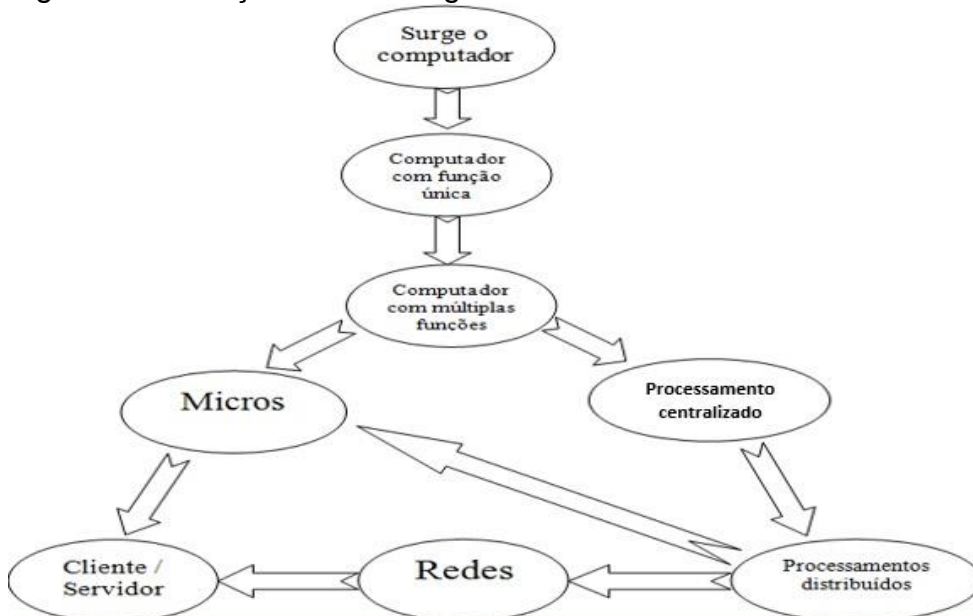 Surge o
computador
Computador
com função
única
Computador
com múltiplas
funções
Micros
Processamento
centralizado
Cliente /
Servidor
Redes
Processamentos
distribuídos